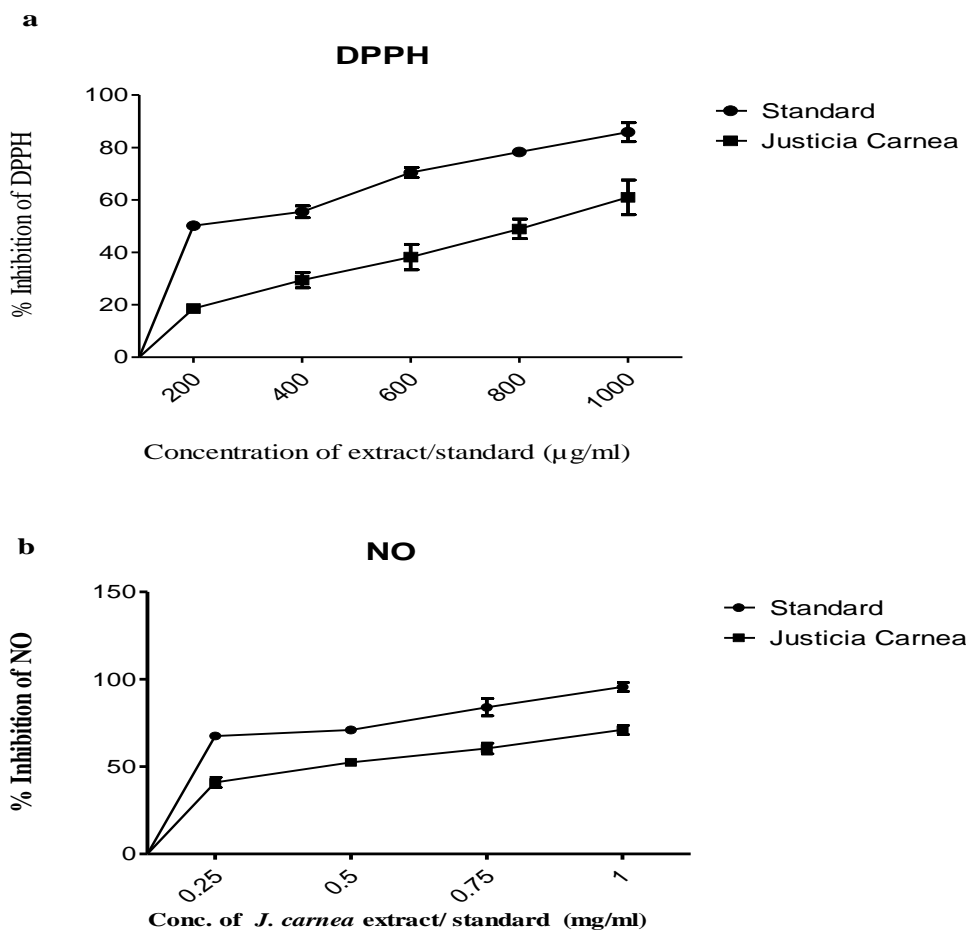 a
DPPH
100
80
60
40
20
0
% Inhibition of DPPH
Standard
Justicia Carnea
200 400 600 800 1000
Concentration of extract/standard (µg/ml)
b
NO
150
100
50
0
% Inhibition of NO
Standard
Justicia Carnea
0.25 0.5 0.75 1
Conc. of J. carnea extract/ standard (mg/ml)